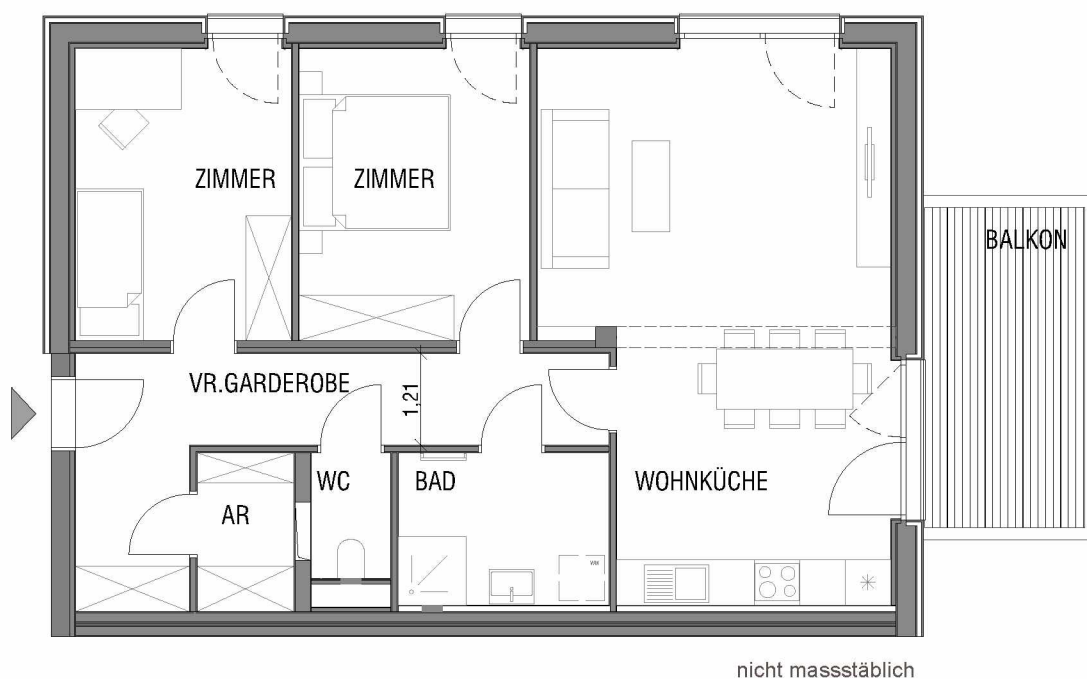 ZIMMER
ZIMMER
BALKON
VR.GARDEROBE
1,21
WC
BAD
WOHNKÜCHE
AR
nicht massstäblich